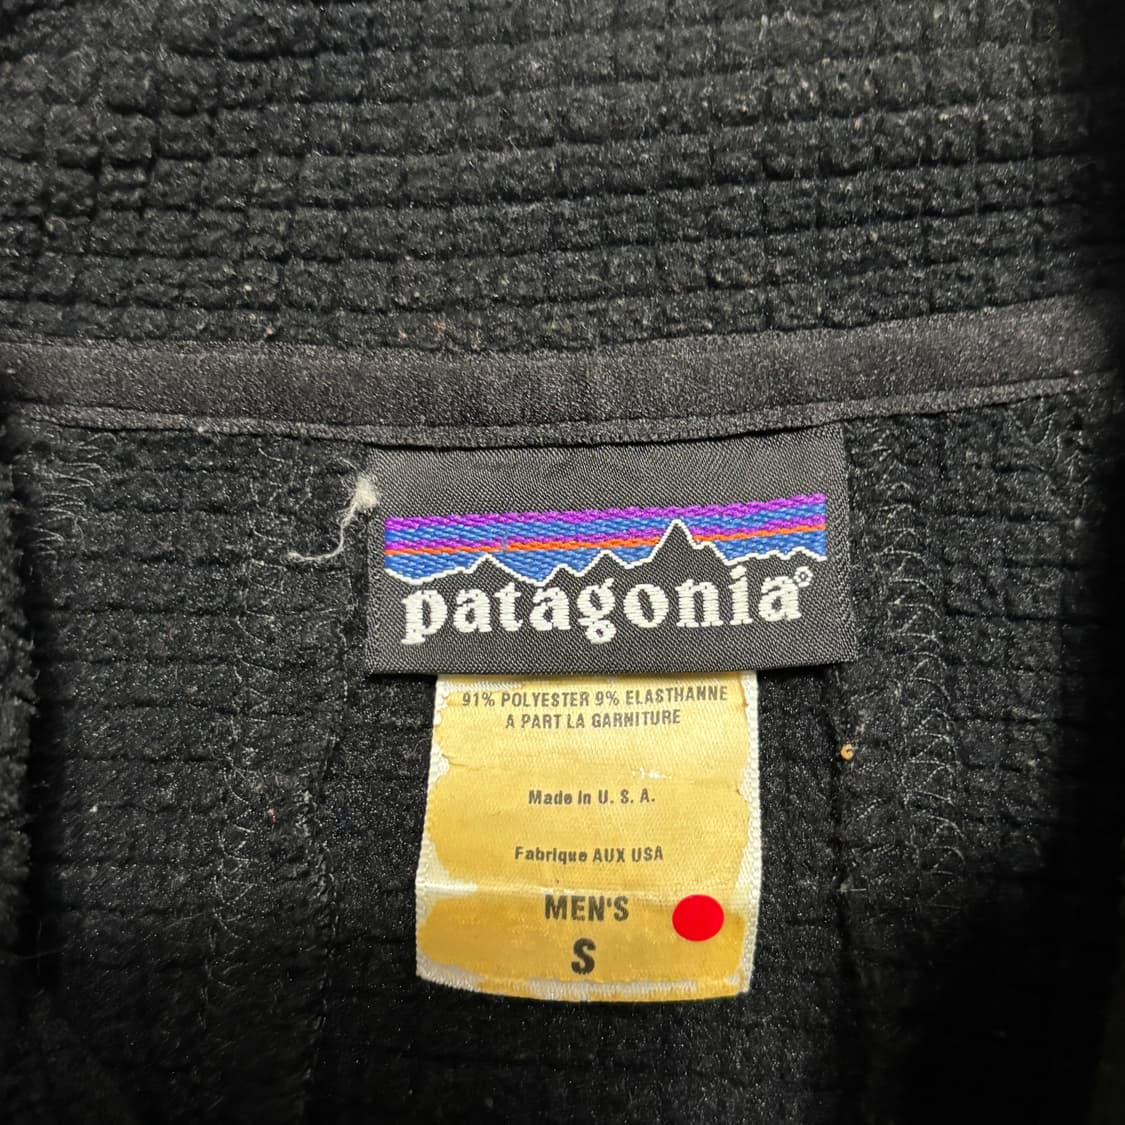 patagonia®
91% POLYESTER 9% ELASTHANNE
A PART LA GARNITURE
Made in U. S. A.
Fabrique AUX USA
MEN'S
S